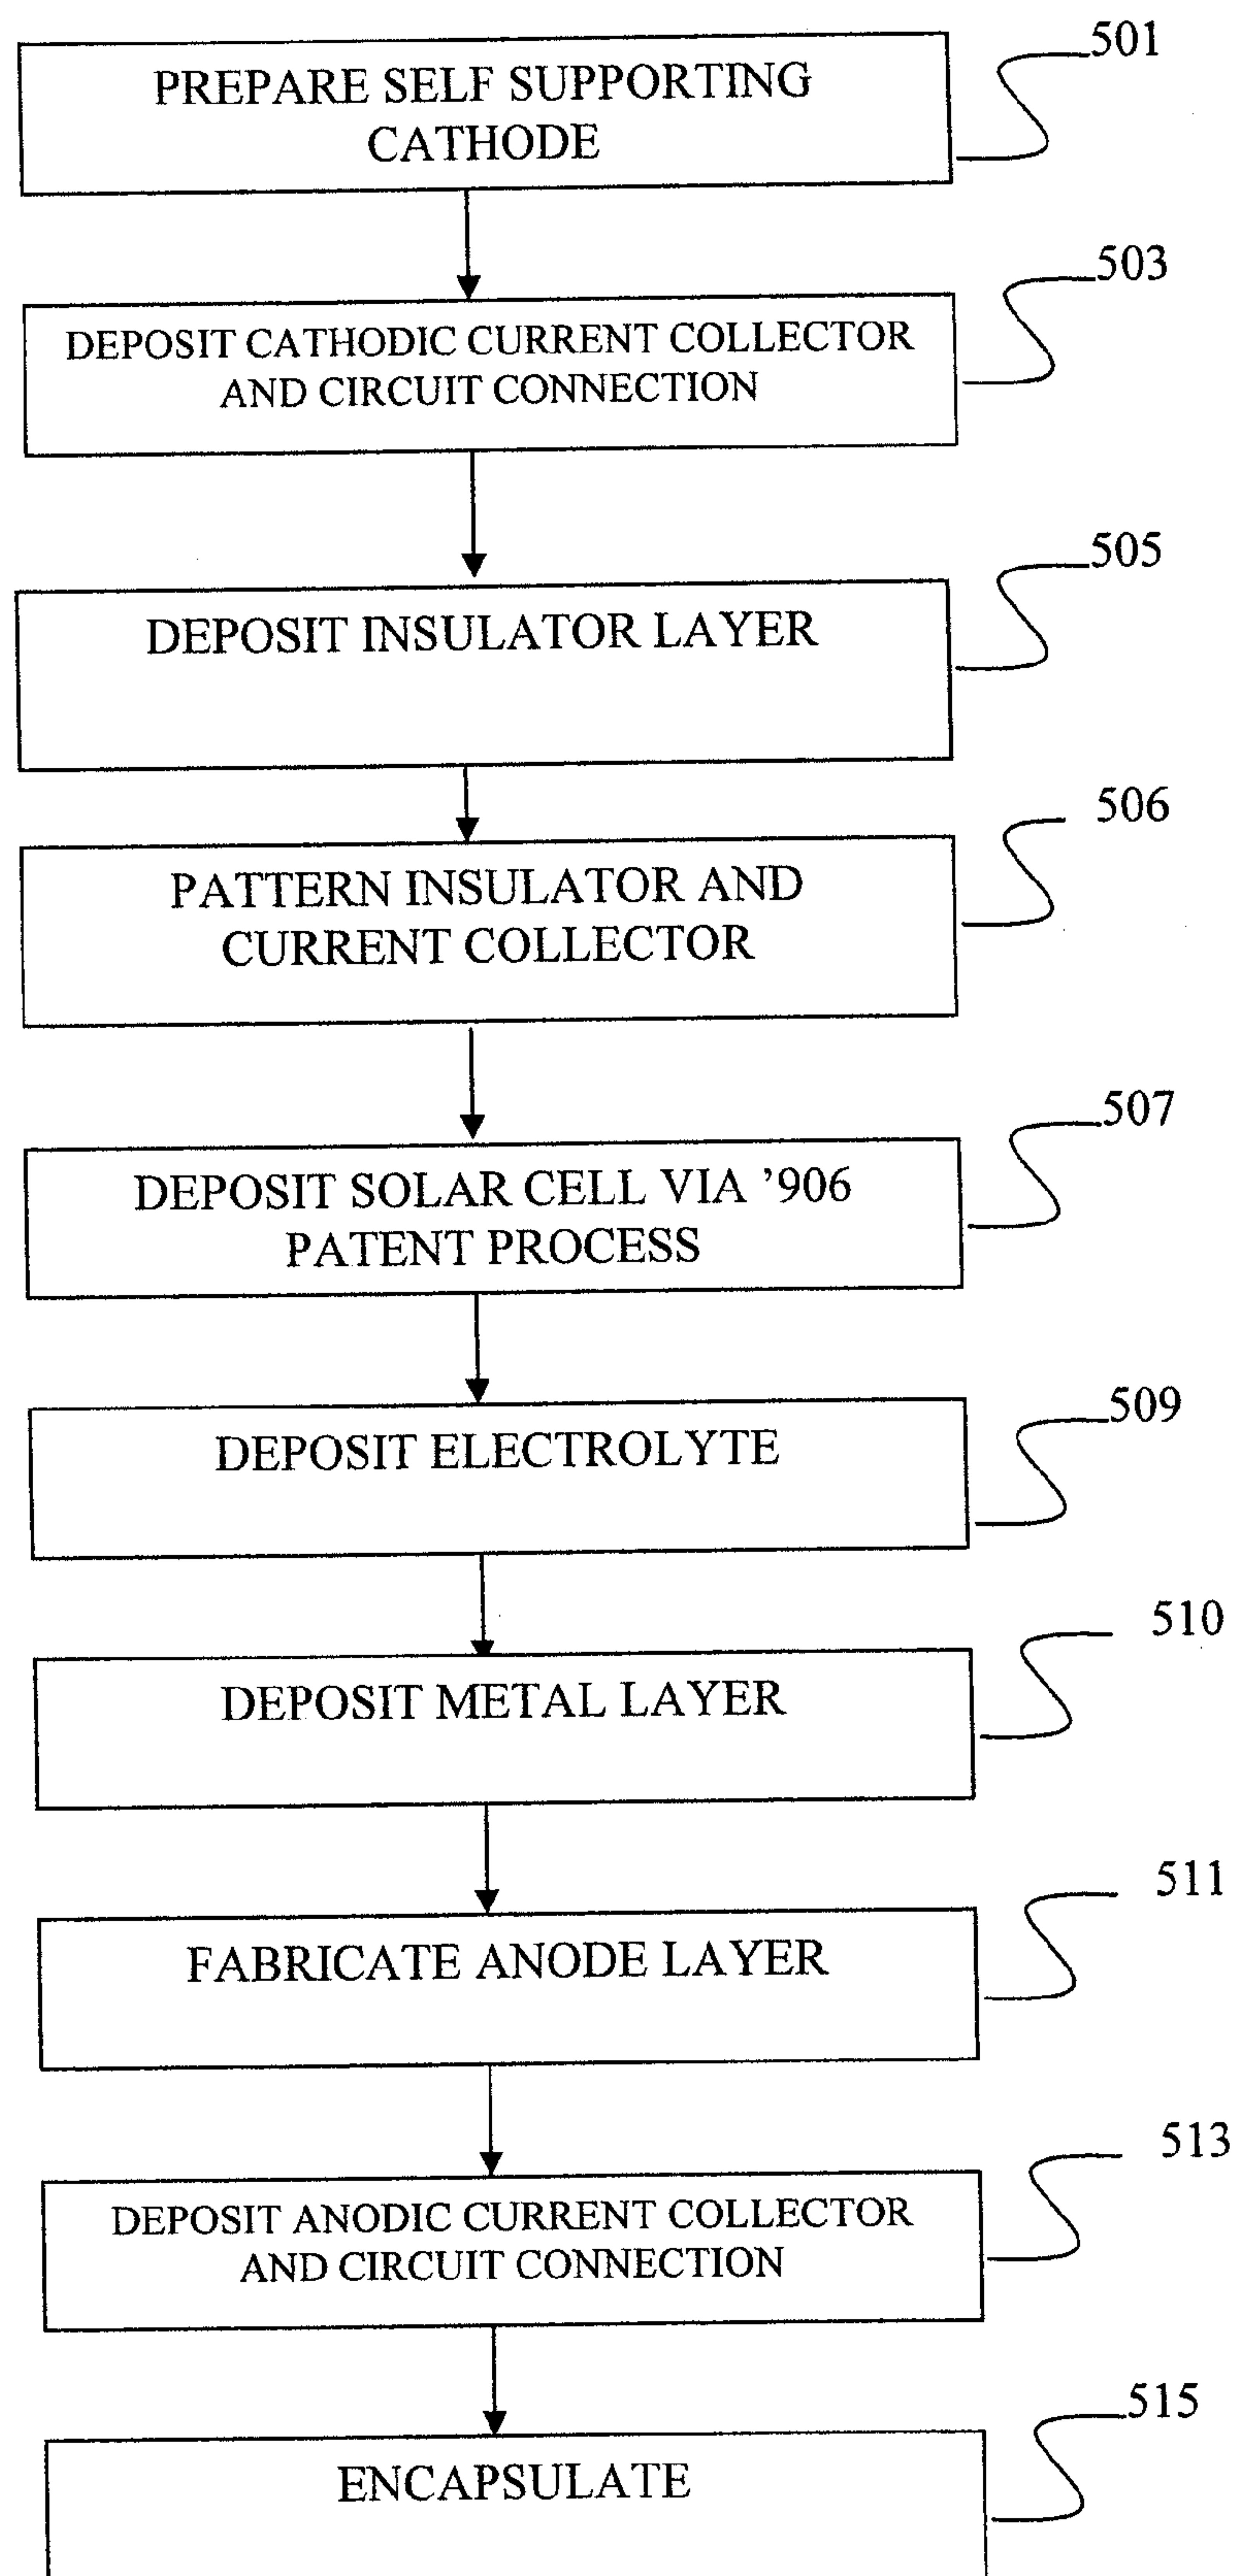 501
PREPARE SELF SUPPORTING
CATHODE
503
DEPOSIT CATHODIC CURRENT COLLECTOR
AND CIRCUIT CONNECTION
505
DEPOSIT INSULATOR LAYER
506
PATTERN INSULATOR AND
CURRENT COLLECTOR
507
DEPOSIT SOLAR CELL VIA ’906
PATENT PROCESS
509
DEPOSIT ELECTROLYTE
510
DEPOSIT METAL LAYER
511
FABRICATE ANODE LAYER
513
DEPOSIT ANODIC CURRENT COLLECTOR
AND CIRCUIT CONNECTION
515
ENCAPSULATE